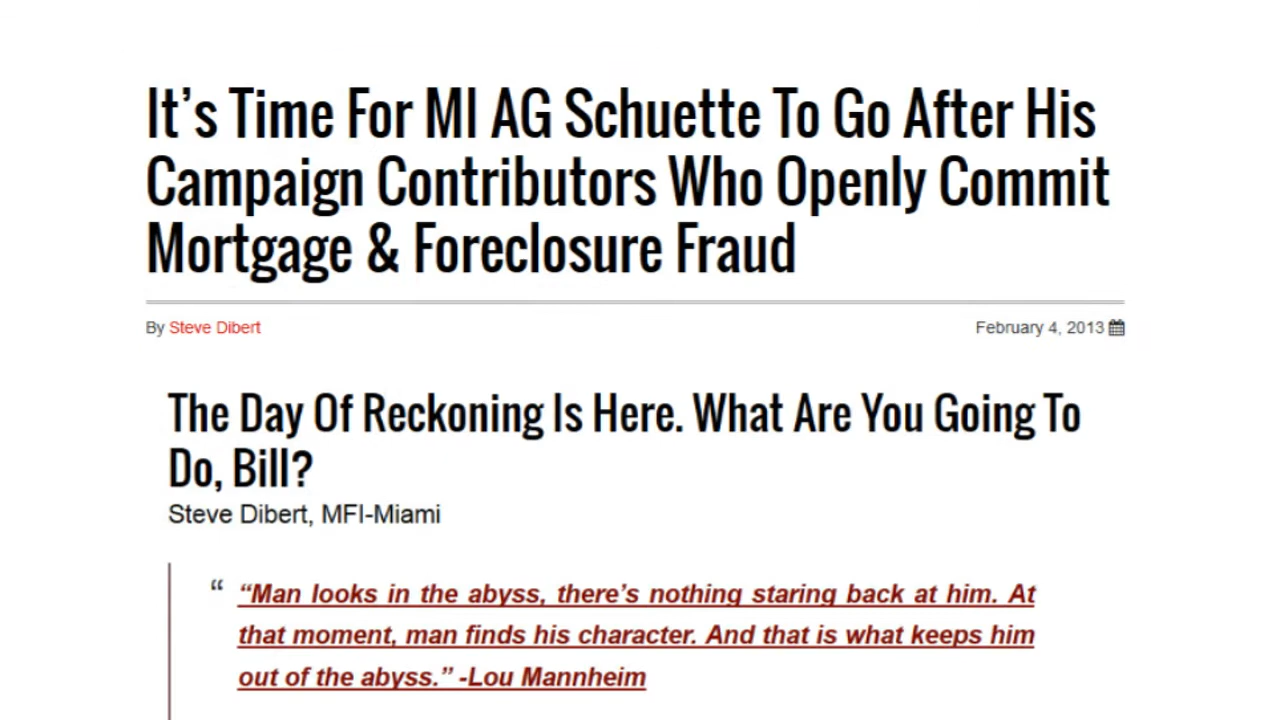 It’s Time For MI AG Schuette To Go After His
Campaign Contributors Who Openly Commit
Mortgage & Foreclosure Fraud
By Steve Dibert
February 4, 2013
The Day Of Reckoning Is Here. What Are You Going To
Do, Bill?
Steve Dibert, MFI-Miami
“ “Man looks in the abyss, there’s nothing staring back at him. At
that moment, man finds his character. And that is what keeps him
out of the abyss.” -Lou Mannheim